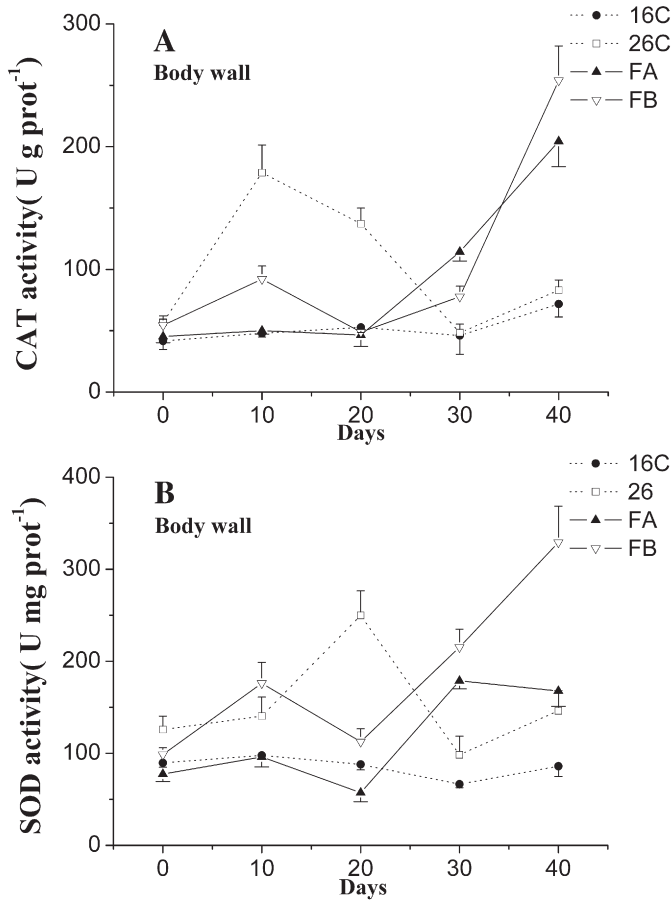 300
200
100
0
CAT activity( U g prot⁻¹)
A
Body wall
16C
26C
FA
FB
0 10 20 30 40
Days
400
300
200
100
0
SOD activity( U mg prot⁻¹)
B
Body wall
16C
26
FA
FB
0 10 20 30 40
Days